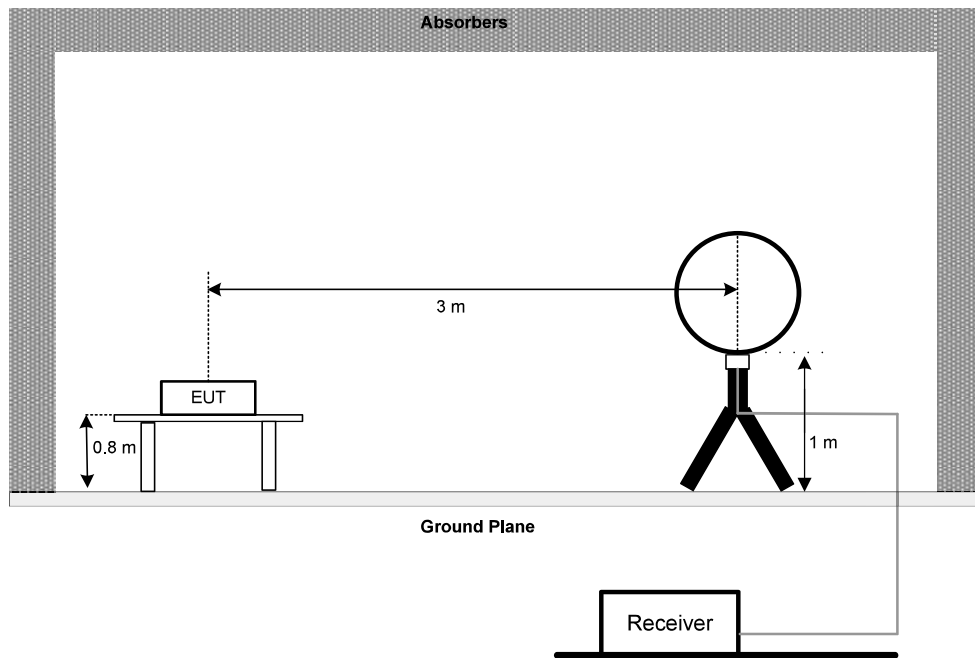 Absorbers
3 m
EUT
0.8 m
1 m
Ground Plane
Receiver